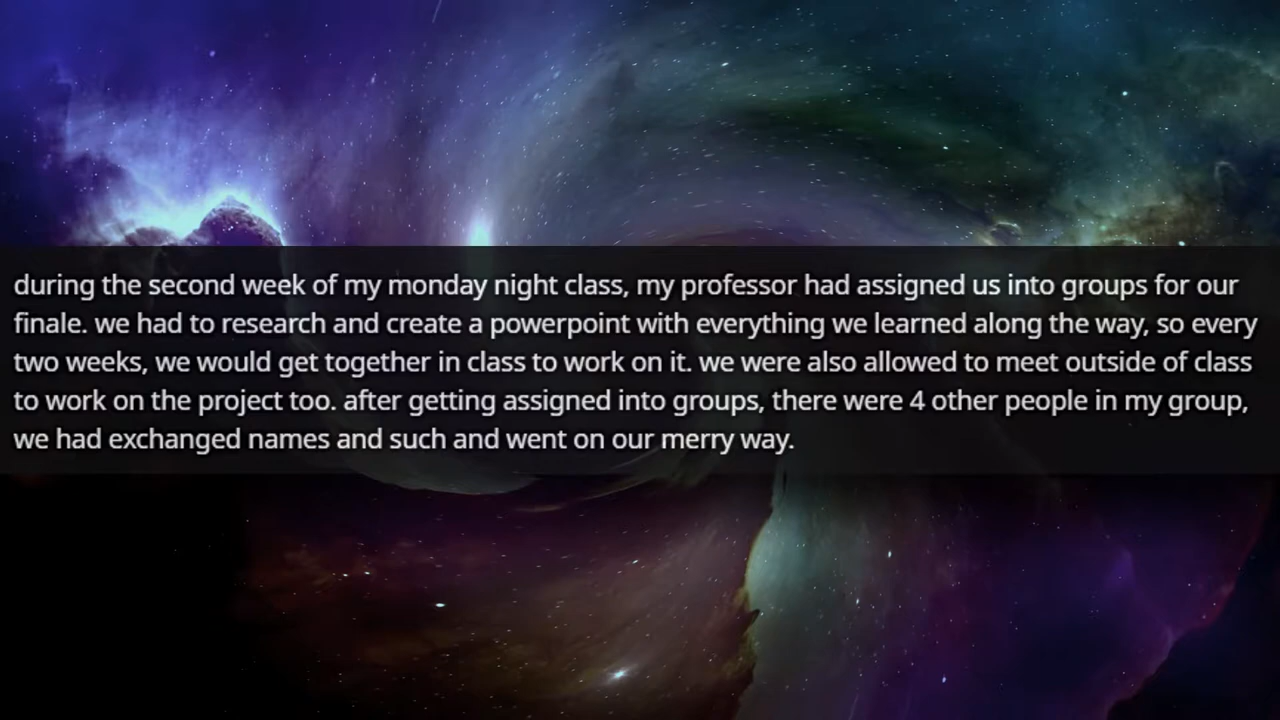 during the second week of my monday night class, my professor had assigned us into groups for our
finale. we had to research and create a powerpoint with everything we learned along the way, so every
two weeks, we would get together in class to work on it. we were also allowed to meet outside of class
to work on the project too. after getting assigned into groups, there were 4 other people in my group,
we had exchanged names and such and went on our merry way.